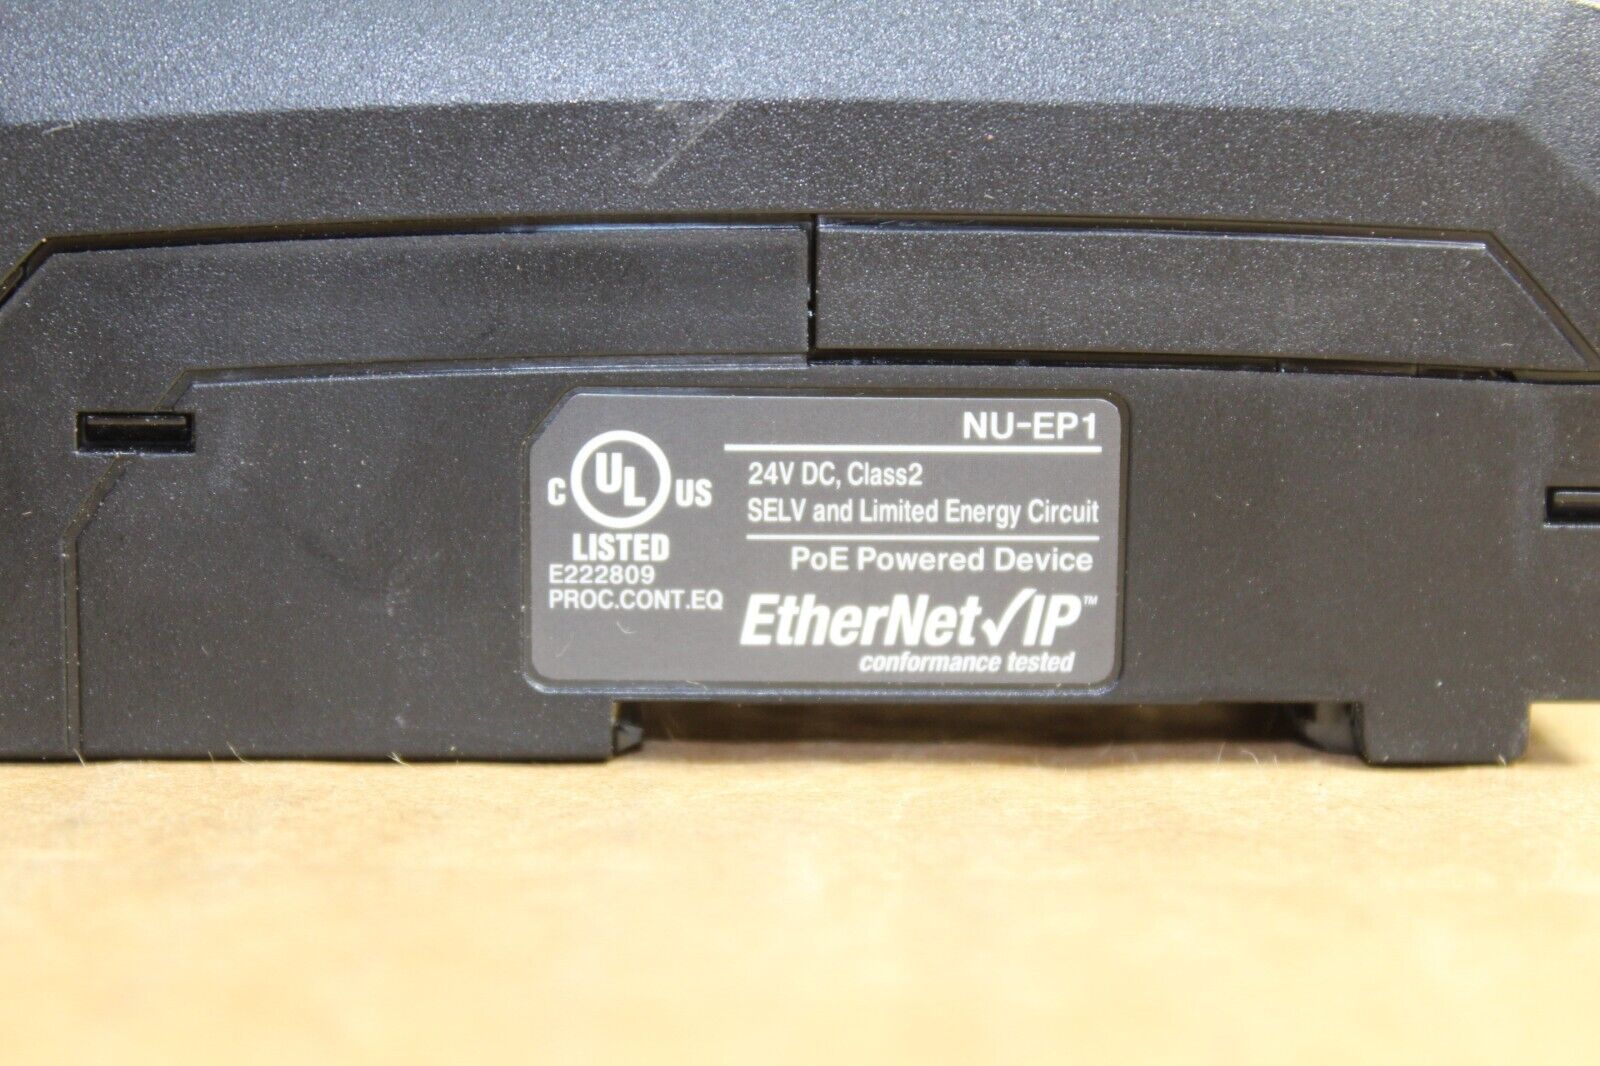 NU-EP1
C UL US
LISTED
E222809
PROC.CONT.EQ
24V DC, Class2
SELV and Limited Energy Circuit
PoE Powered Device
EtherNet/IP™
conformance tested